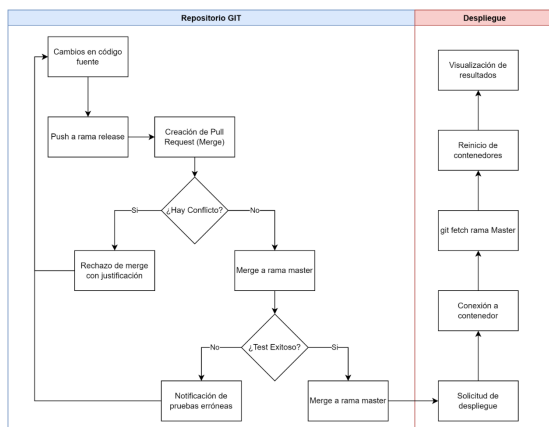 Repositorio GIT
Despliegue
Cambios en código
fuente
Push a rama release
Creación de Pull
Request (Merge)
¿Hay Conflicto?
Si
No
Rechazo de merge
con justificación
Merge a rama master
¿Test Exitoso?
No
Si
Notificación de
pruebas erróneas
Merge a rama master
Visualización de
resultados
Reinicio de
contenedores
git fetch rama Master
Conexión a
contenedor
Solicitud de
despliegue